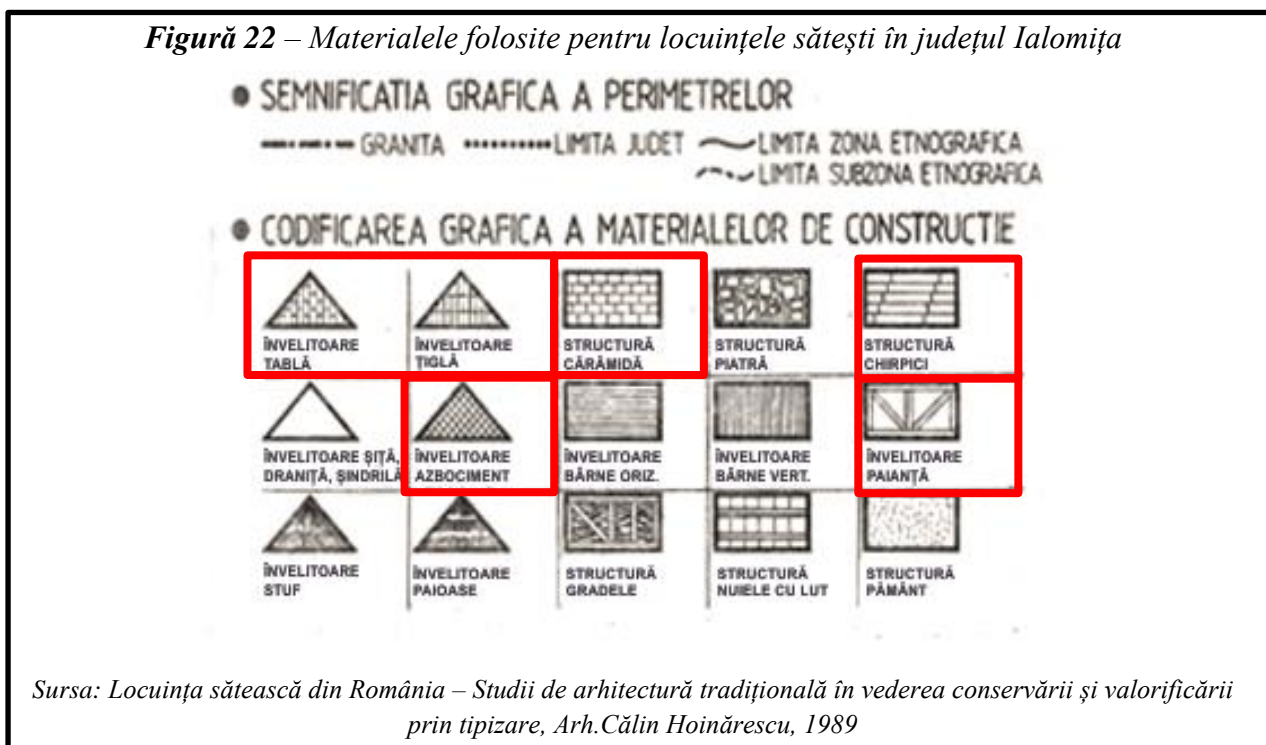 Figură 22 – Materialele folosite pentru locuințele sătești în județul Ialomița
SEMNIFICATIA GRAFICA A PERIMETRELOR
GRANITA LIMITA JUDET LIMITA ZONA ETNOGRAFICA
LIMITA SUBZONA ETNOGRAFICA
CODIFICAREA GRAFICA A MATERIALELOR DE CONSTRUCTIE
ÎNVELITOARE TABLĂ
ÎNVELITOARE ȚIGLĂ
STRUCTURĂ CĂRĂMIDĂ
STRUCTURĂ PIATRĂ
STRUCTURĂ CHIRPICI
ÎNVELITOARE ȘIȚĂ, DRANIȚĂ, ȘINDRILĂ
ÎNVELITOARE AZBOCIMENT
ÎNVELITOARE BÂRNE ORIZ.
ÎNVELITOARE BÂRNE VERT.
ÎNVELITOARE PAIANȚĂ
ÎNVELITOARE STUF
ÎNVELITOARE PAIOASE
STRUCTURĂ GRADELE
STRUCTURĂ NUIELE CU LUT
STRUCTURĂ PĂMÂNT
Sursa: Locuința sătească din România – Studii de arhitectură tradițională în vederea conservării și valorificării
prin tipizare, Arh.Călin Hoinărescu, 1989